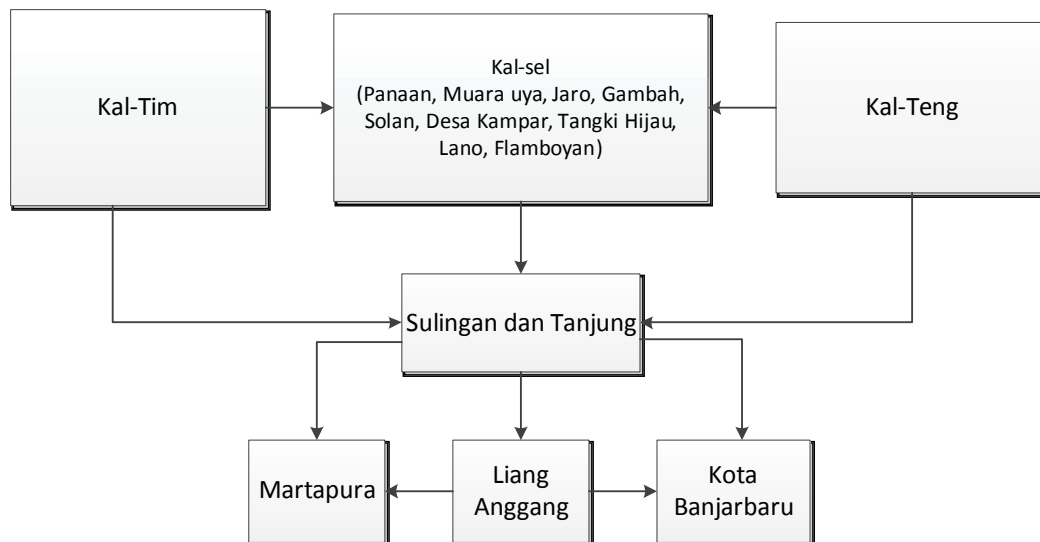 Kal-Tim
Kal-sel
(Panaan, Muara uya, Jaro, Gambah,
Solan, Desa Kampar, Tangki Hijau,
Lano, Flamboyan)
Kal-Teng
Sulingan dan Tanjung
Martapura
Liang
Anggang
Kota
Banjarbaru